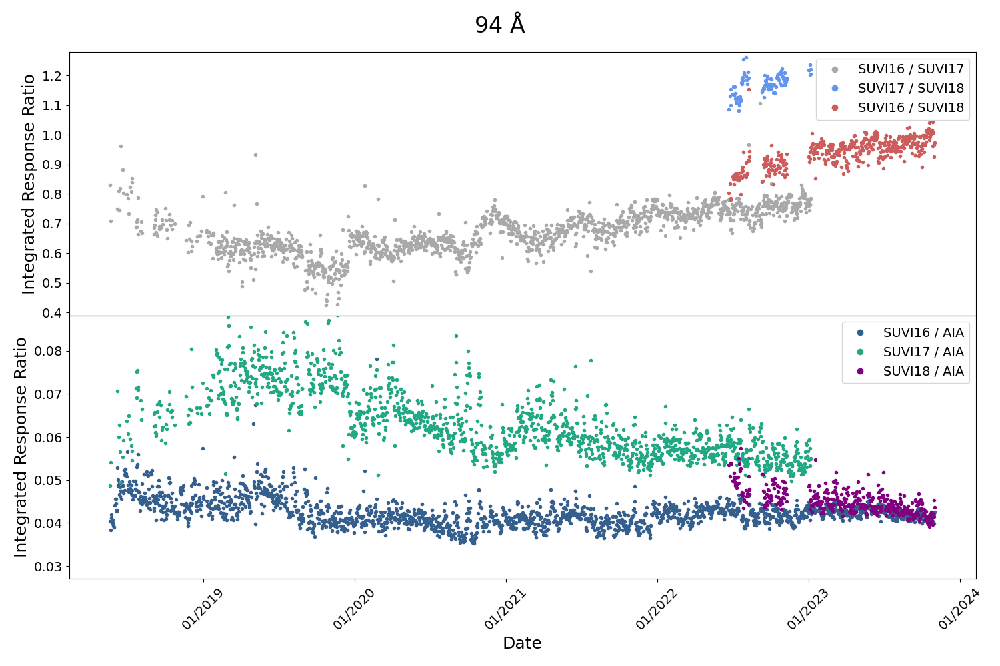 94 Å
Integrated Response Ratio
1.2
1.1
1.0
0.9
0.8
0.7
0.6
0.5
0.4
SUVI16 / SUVI17
SUVI17 / SUVI18
SUVI16 / SUVI18
Integrated Response Ratio
0.08
0.07
0.06
0.05
0.04
0.03
SUVI16 / AIA
SUVI17 / AIA
SUVI18 / AIA
01/2019
01/2020
01/2021
01/2022
01/2023
01/2024
Date